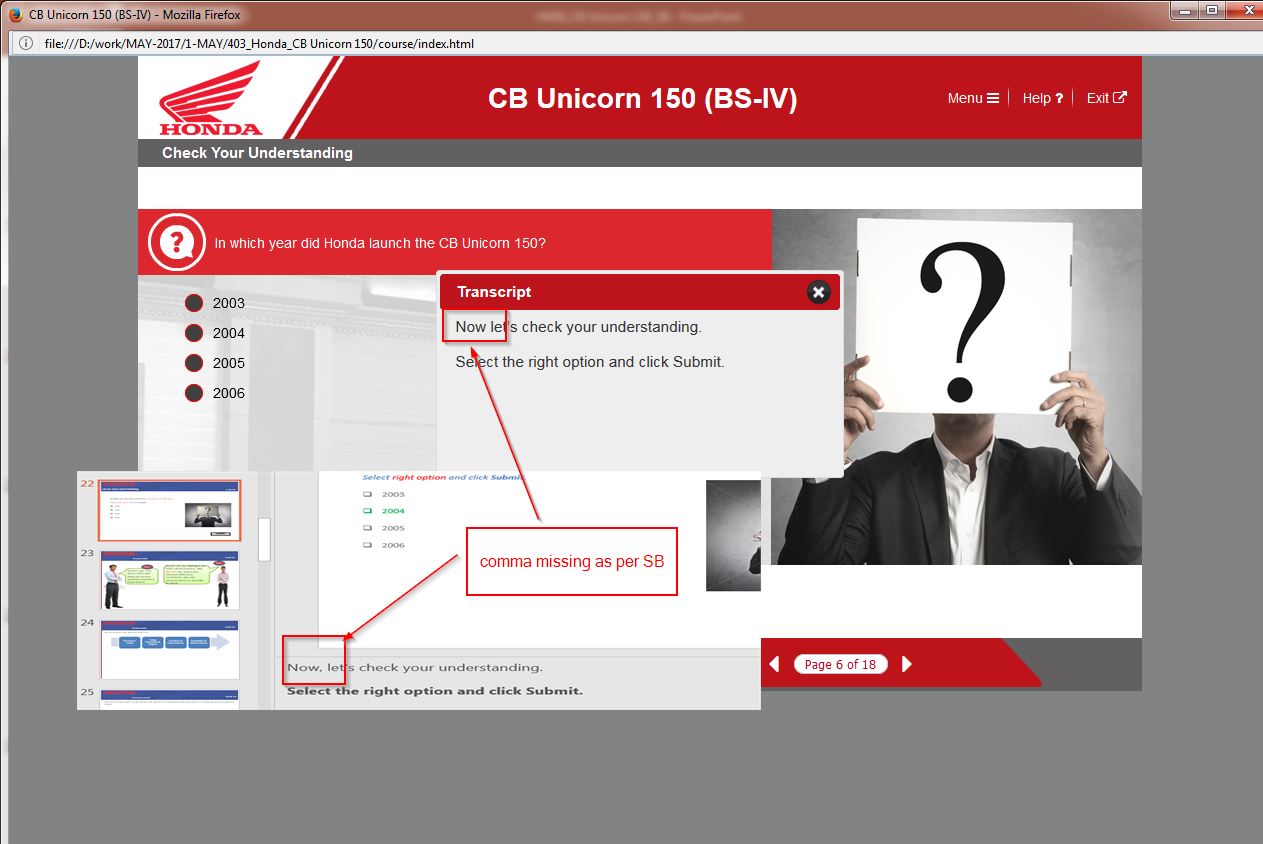 CB Unicorn 150 (BS-IV) - Mozilla Firefox
file:///D:/work/MAY-2017/1-MAY/403_Honda_CB Unicorn 150/course/index.html
HONDA
CB Unicorn 150 (BS-IV)
Menu
Help ?
Exit
Check Your Understanding
?
In which year did Honda launch the CB Unicorn 150?
2003
2004
2005
2006
Transcript
Now let's check your understanding.
Select the right option and click Submit.
?
22
23
24
25
Select right option and click Submit.
2003
2004
2005
2006
comma missing as per SB
Now, let's check your understanding.
Select the right option and click Submit.
Page 6 of 18